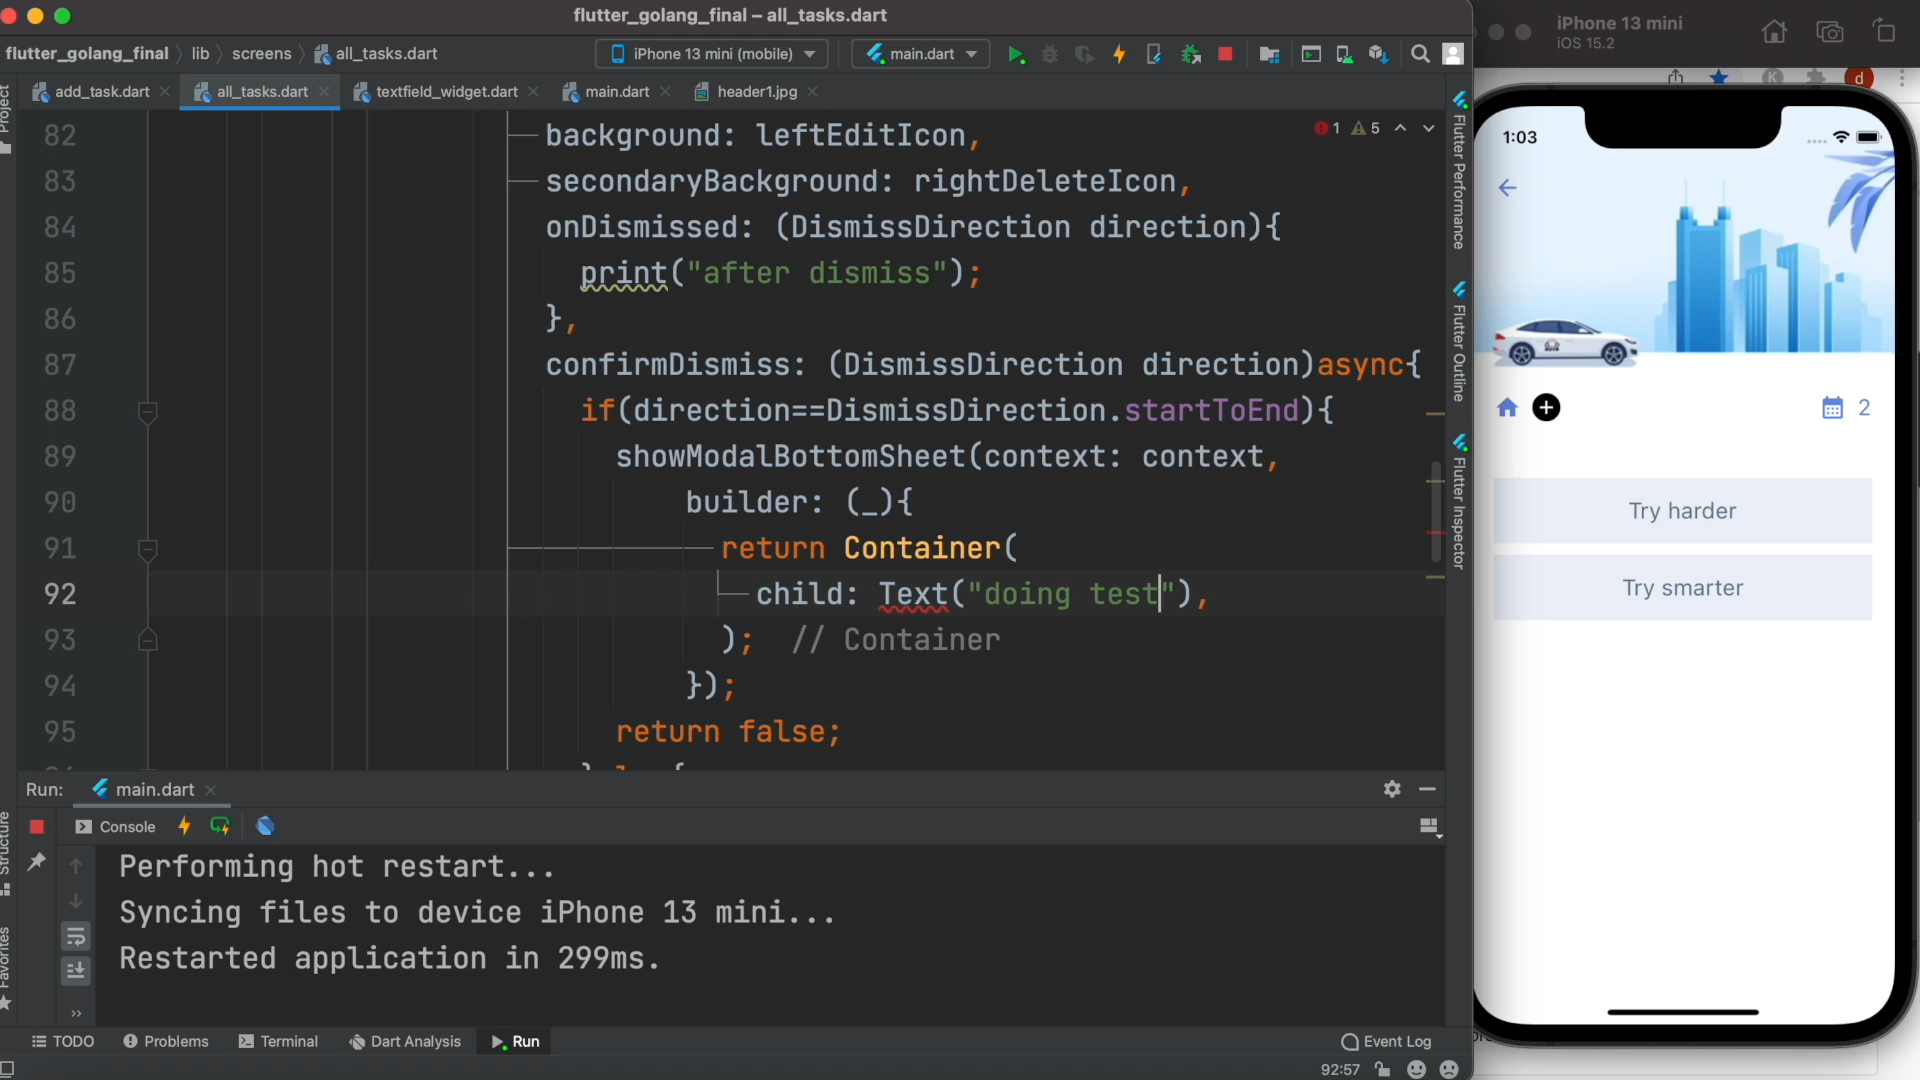 flutter_golang_final – all_tasks.dart
iPhone 13 mini
iOS 15.2
flutter_golang_final lib screens all_tasks.dart
iPhone 13 mini (mobile)
main.dart
add_task.dart
all_tasks.dart
textfield_widget.dart
main.dart
header1.jpg
K
d
Project
Structure
Favorites
Flutter Performance
Flutter Outline
Flutter Inspector
1 5
82 background: leftEditIcon,
83 secondaryBackground: rightDeleteIcon,
84 onDismissed: (DismissDirection direction){
85 print("after dismiss");
86 },
87 confirmDismiss: (DismissDirection direction)async{
88 if(direction==DismissDirection.startToEnd){
89 showModalBottomSheet(context: context,
90 builder: (_){
91 return Container(
92 child: Text("doing test"),
93 ); // Container
94 });
95 return false;
1:03
2
Try harder
Try smarter
Run: main.dart
Console
Performing hot restart...
Syncing files to device iPhone 13 mini...
Restarted application in 299ms.
TODO Problems Terminal Dart Analysis Run Event Log
92:57